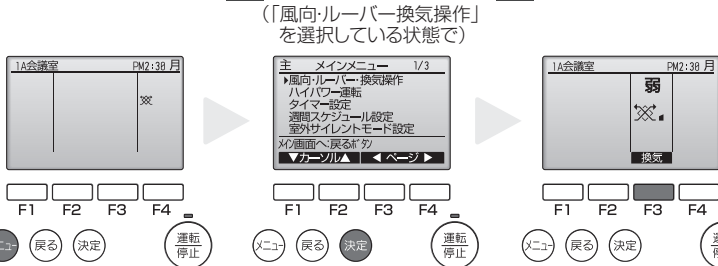 (「風向・ルーバー換気操作」
を選択している状態で)
1A会議室 PM2:30 月
F1 F2 F3 F4
戻る 決定 運転
停止
主 メインメニュー 1/3
▶風向・ルーバー・換気操作
ハイパワー運転
タイマー設定
週間スケジュール設定
室外サイレントモード設定
メイン画面へ:戻るボタン
▼カーソル▲ ◀ ページ ▶
F1 F2 F3 F4
メニュー 戻る 決定 運転
停止
1A会議室 PM2:30 月
弱
換気
F1 F2 F3 F4
メニュー 戻る 決定